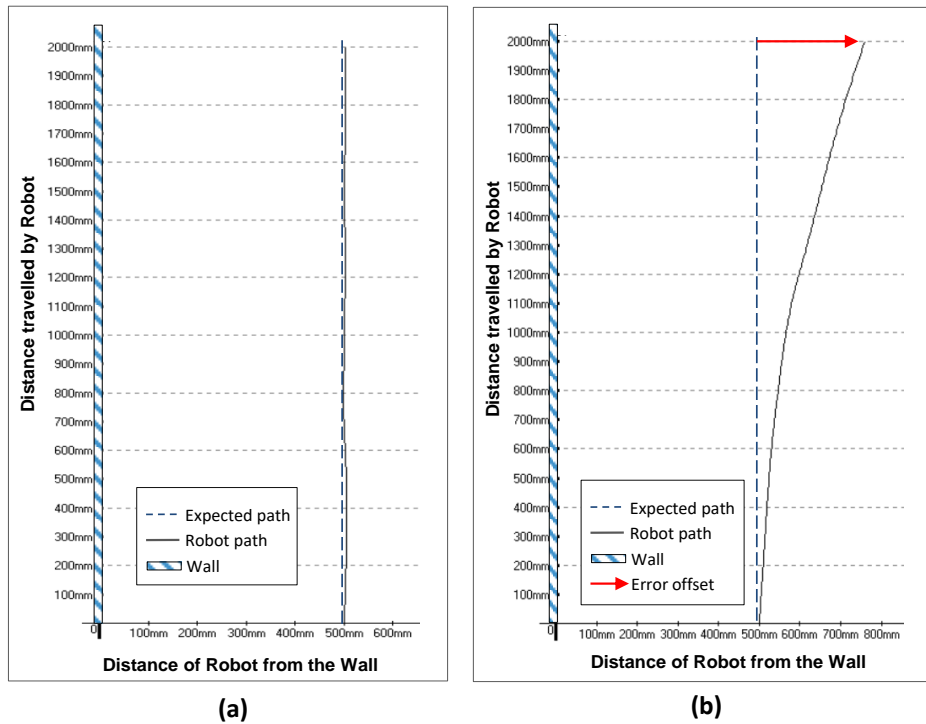 2000mm
1900mm
1800mm
1700mm
1600mm
1500mm
1400mm
1300mm
1200mm
1100mm
1000mm
900mm
800mm
700mm
600mm
500mm
400mm
300mm
200mm
100mm
0
100mm 200mm 300mm 400mm 500mm 600mm
Distance travelled by Robot
Expected path
Robot path
Wall
Distance of Robot from the Wall
(a)
2000mm
1900mm
1800mm
1700mm
1600mm
1500mm
1400mm
1300mm
1200mm
1100mm
1000mm
900mm
800mm
700mm
600mm
500mm
400mm
300mm
200mm
100mm
0
100mm 200mm 300mm 400mm 500mm 600mm 700mm 800mm
Distance travelled by Robot
Expected path
Robot path
Wall
Error offset
Distance of Robot from the Wall
(b)